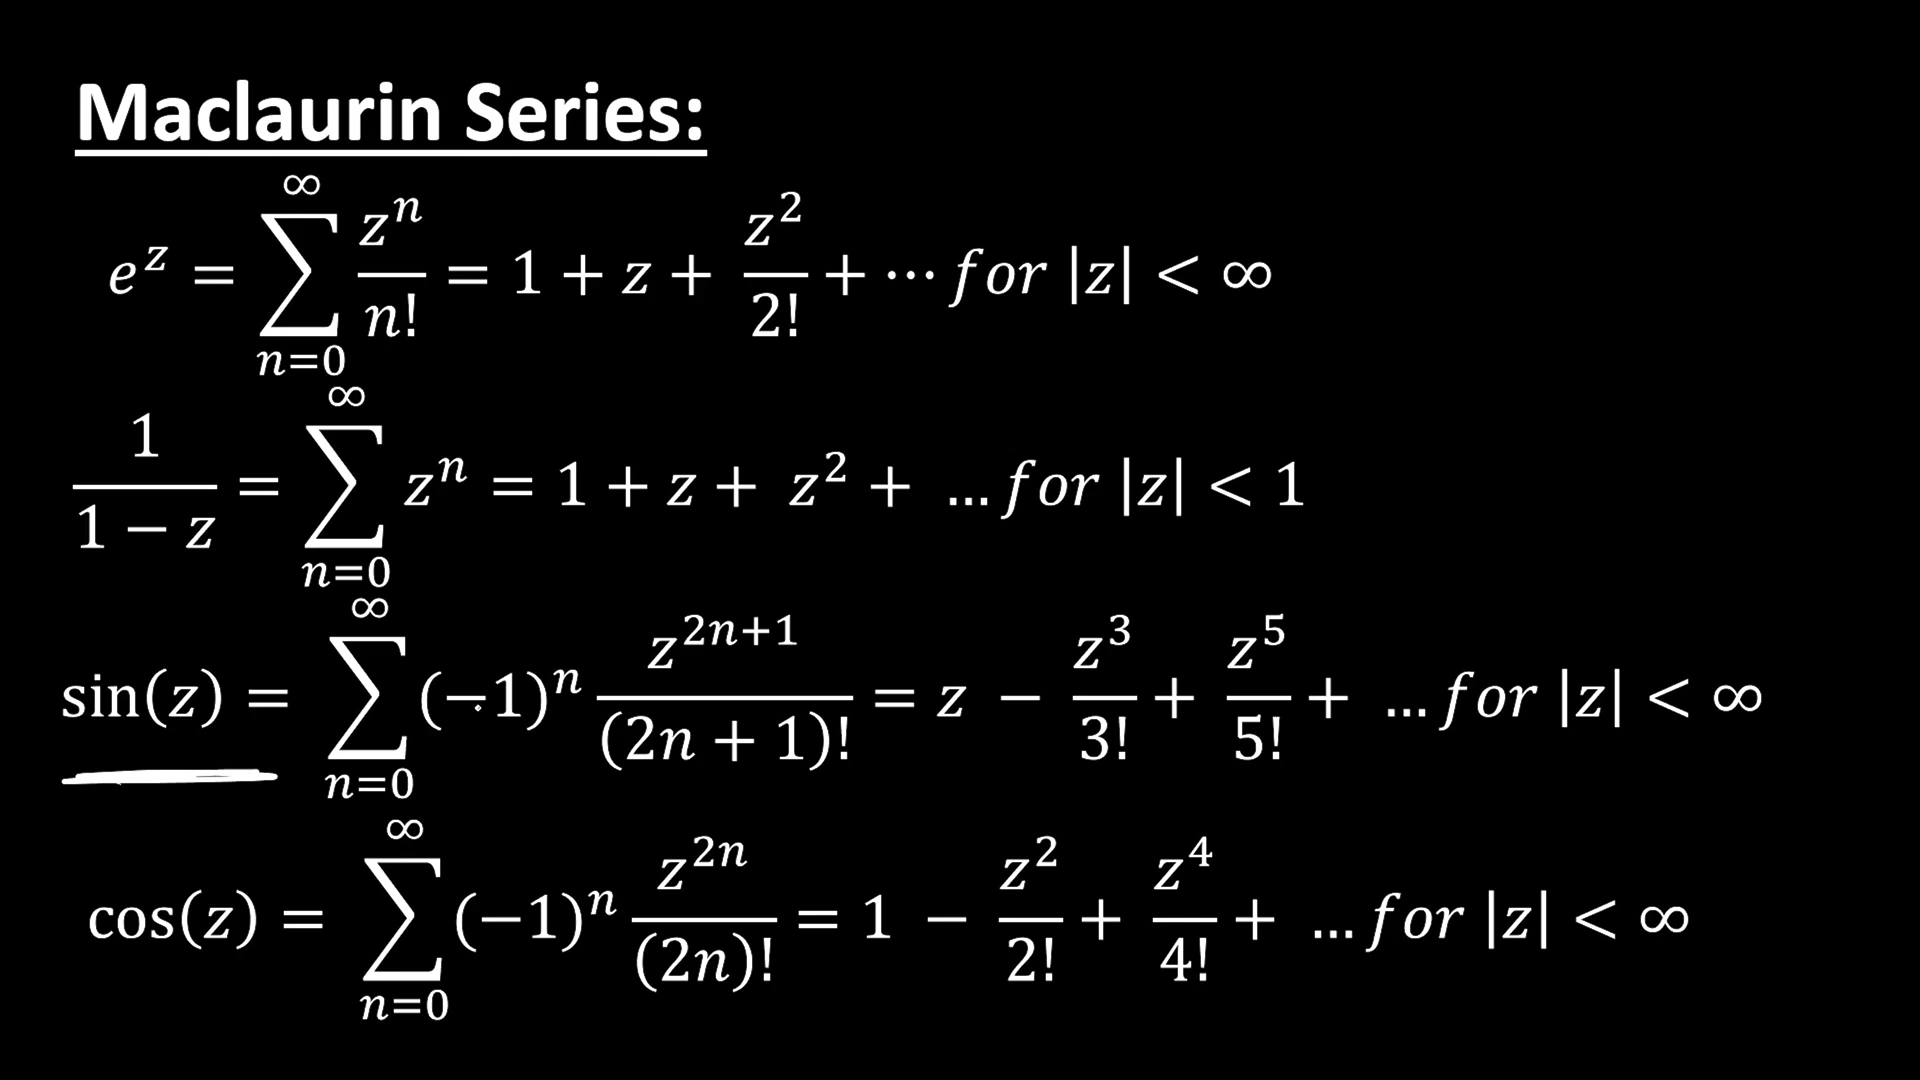 Maclaurin Series:
e^z = ∑_{n=0}^{∞} z^n/n! = 1 + z + z^2/2! + ⋯ for |z| < ∞
1/(1 − z) = ∑_{n=0}^{∞} z^n = 1 + z + z^2 + … for |z| < 1
sin(z) = ∑_{n=0}^{∞} (−1)^n z^{2n+1}/(2n + 1)! = z − z^3/3! + z^5/5! + … for |z| < ∞
cos(z) = ∑_{n=0}^{∞} (−1)^n z^{2n}/(2n)! = 1 − z^2/2! + z^4/4! + … for |z| < ∞